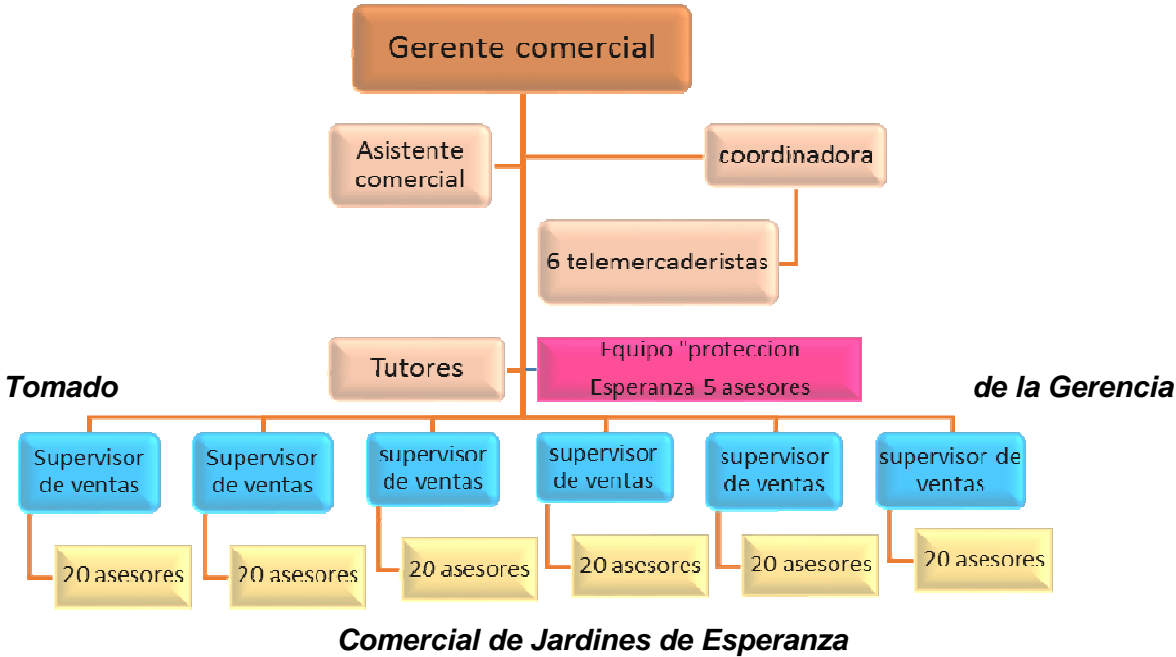 Gerente comercial
Asistente
comercial
coordinadora
6 telemercaderistas
Tutores
Equipo "proteccion
Esperanza 5 asesores
Tomado
de la Gerencia
Supervisor
de ventas
Supervisor
de ventas
supervisor
de ventas
supervisor
de ventas
supervisor
de ventas
supervisor de
ventas
20 asesores
20 asesores
20 asesores
20 asesores
20 asesores
20 asesores
Comercial de Jardines de Esperanza